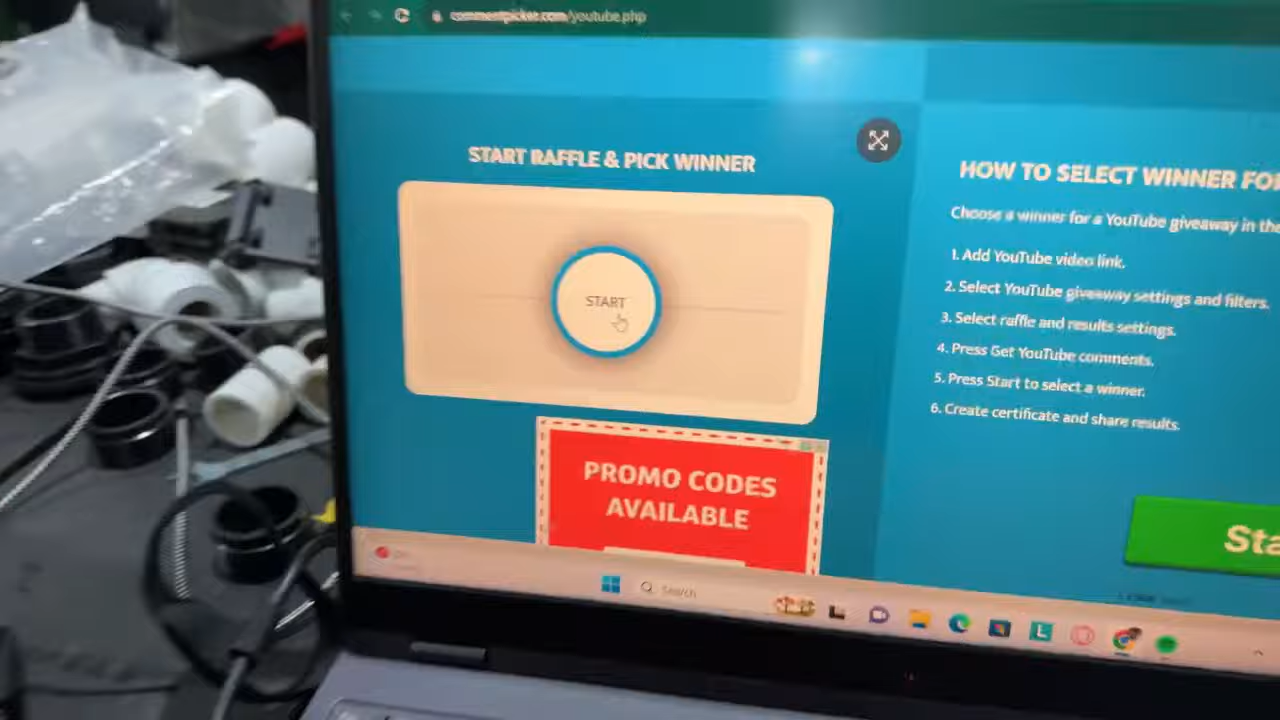 commentpicker.com/youtube.php
START RAFFLE & PICK WINNER
START
PROMO CODES
AVAILABLE
HOW TO SELECT WINNER FO
Choose a winner for a YouTube giveaway in the
1. Add YouTube video link.
2. Select YouTube giveaway settings and filters.
3. Select raffle and results settings.
4. Press Get YouTube comments.
5. Press Start to select a winner.
6. Create certificate and share results.
Sta
Search
L